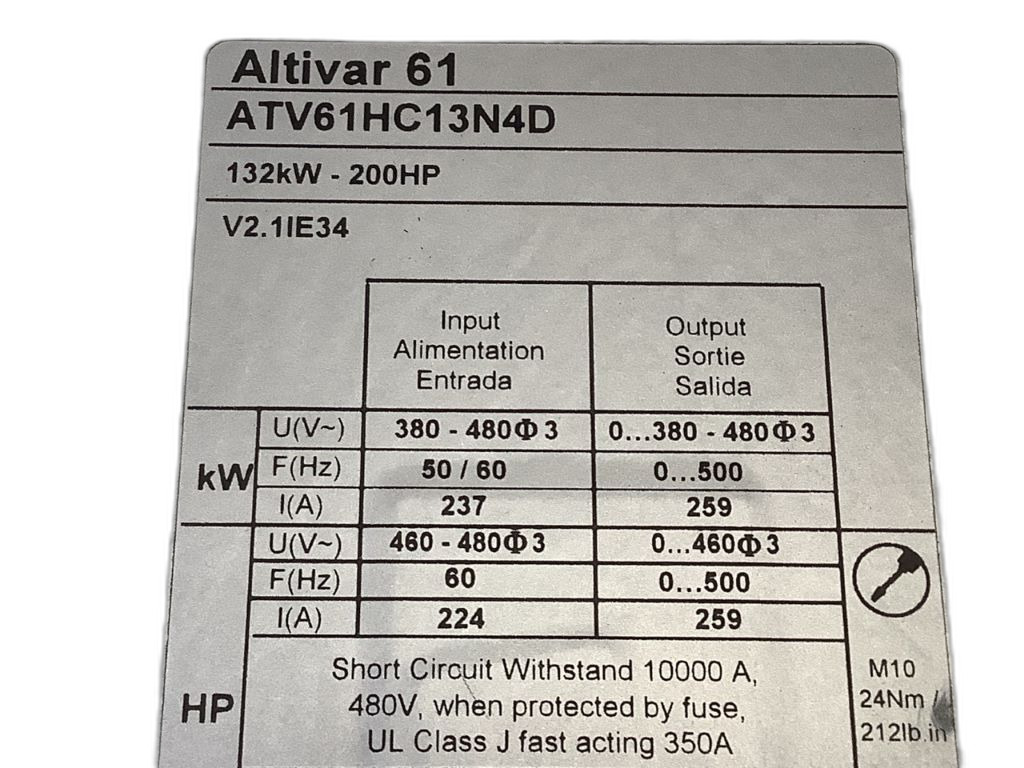 Altivar 61
ATV61HC13N4D
132kW - 200HP
V2.1IE34
Input Output
Alimentation Sortie
Entrada Salida
kW
U(V~) 380 - 480Φ3 0...380 - 480Φ3
F(Hz) 50 / 60 0...500
I(A) 237 259
HP
U(V~) 460 - 480Φ3 0...460Φ3
F(Hz) 60 0...500
I(A) 224 259
Short Circuit Withstand 10000 A,
480V, when protected by fuse,
UL Class J fast acting 350A
M10
24Nm /
212lb.in